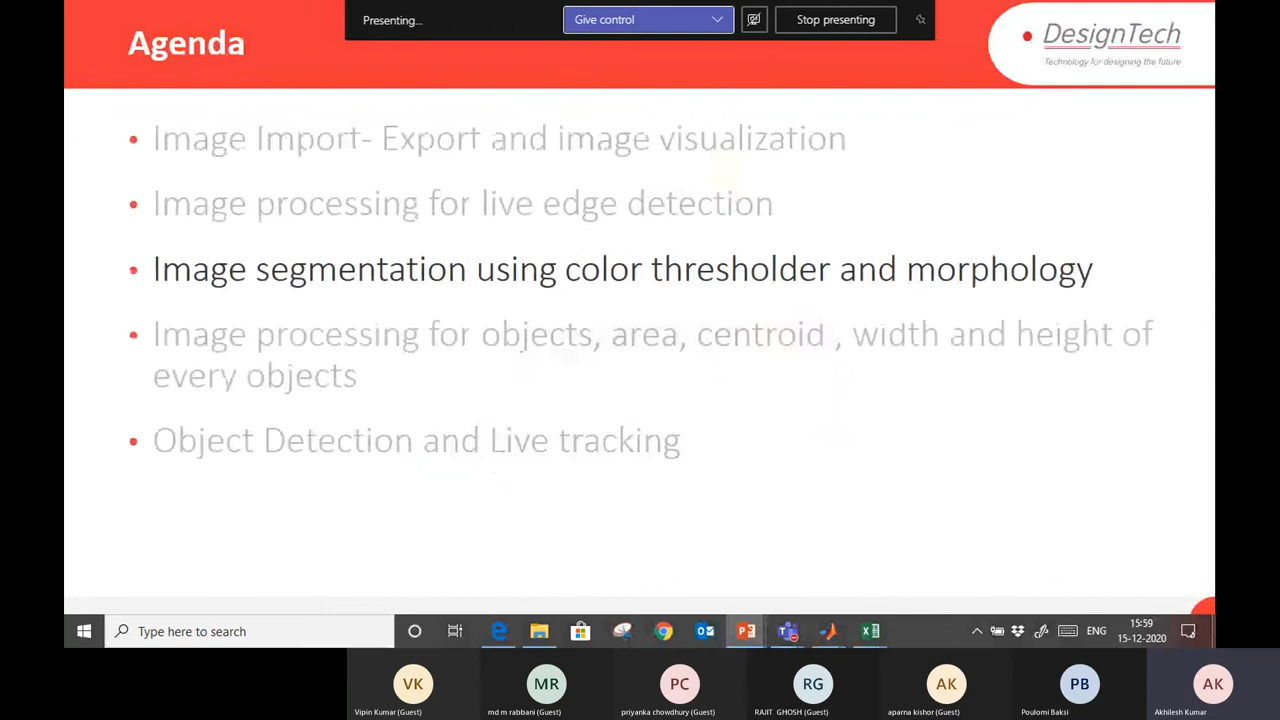 Presenting...
Give control
Stop presenting
Agenda
DesignTech
Technology for designing the future
• Image Import- Export and image visualization
• Image processing for live edge detection
• Image segmentation using color thresholder and morphology
• Image processing for objects, area, centroid , width and height of
every objects
• Object Detection and Live tracking
Type here to search
ENG
15:59
15-12-2020
VK
MR
PC
RG
AK
PB
AK
Vipin Kumar (Guest)
md m rabbani (Guest)
priyanka chowdhury (Guest)
RAJIT GHOSH (Guest)
aparna kishor (Guest)
Poulomi Baksi
Akhilesh Kumar